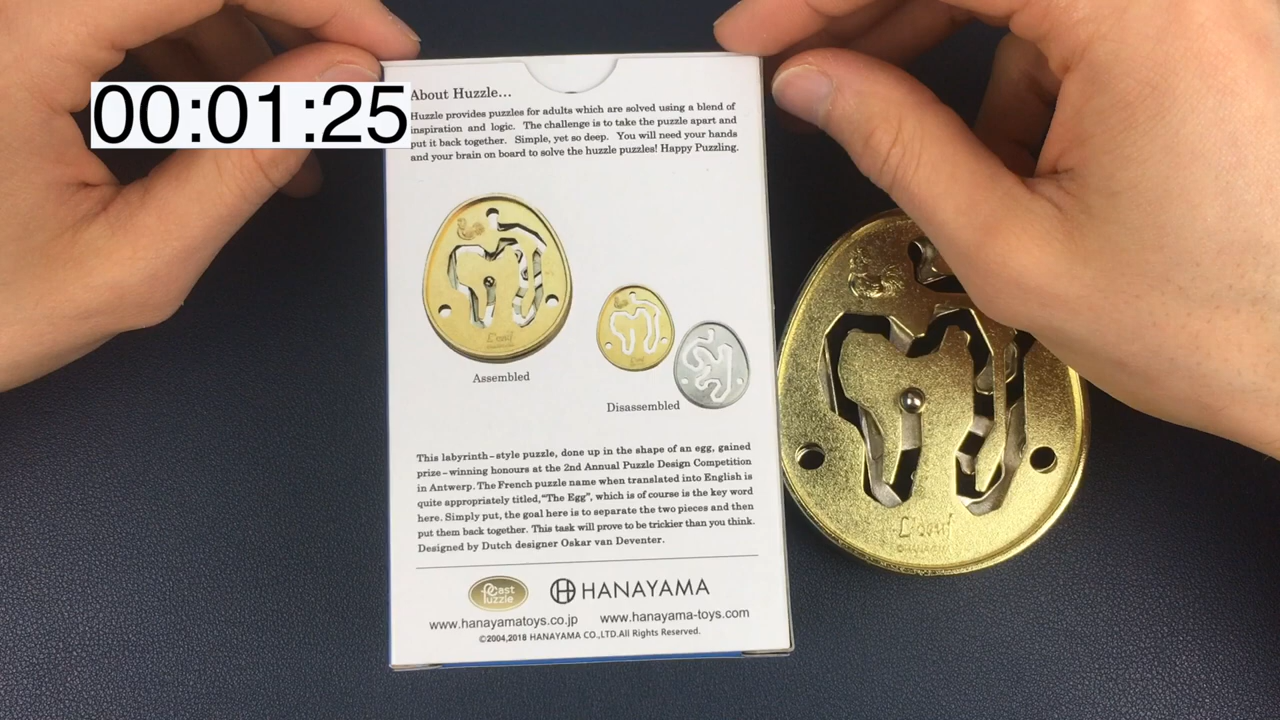 00:01:25
About Huzzle...
Huzzle provides puzzles for adults which are solved using a blend of
inspiration and logic. The challenge is to take the puzzle apart and
put it back together. Simple, yet so deep. You will need your hands
and your brain on board to solve the huzzle puzzles! Happy Puzzling.
Assembled
Disassembled
This labyrinth-style puzzle, done up in the shape of an egg, gained
prize-winning honours at the 2nd Annual Puzzle Design Competition
in Antwerp. The French puzzle name when translated into English is
quite appropriately titled,"The Egg", which is of course is the key word
here. Simply put, the goal here is to separate the two pieces and then
put them back together. This task will prove to be trickier than you think.
Designed by Dutch designer Oskar van Deventer.
Cast Puzzle
HANAYAMA
www.hanayamatoys.co.jp www.hanayama-toys.com
©2004,2018 HANAYAMA CO.,LTD.All Rights Reserved.
L'oeuf